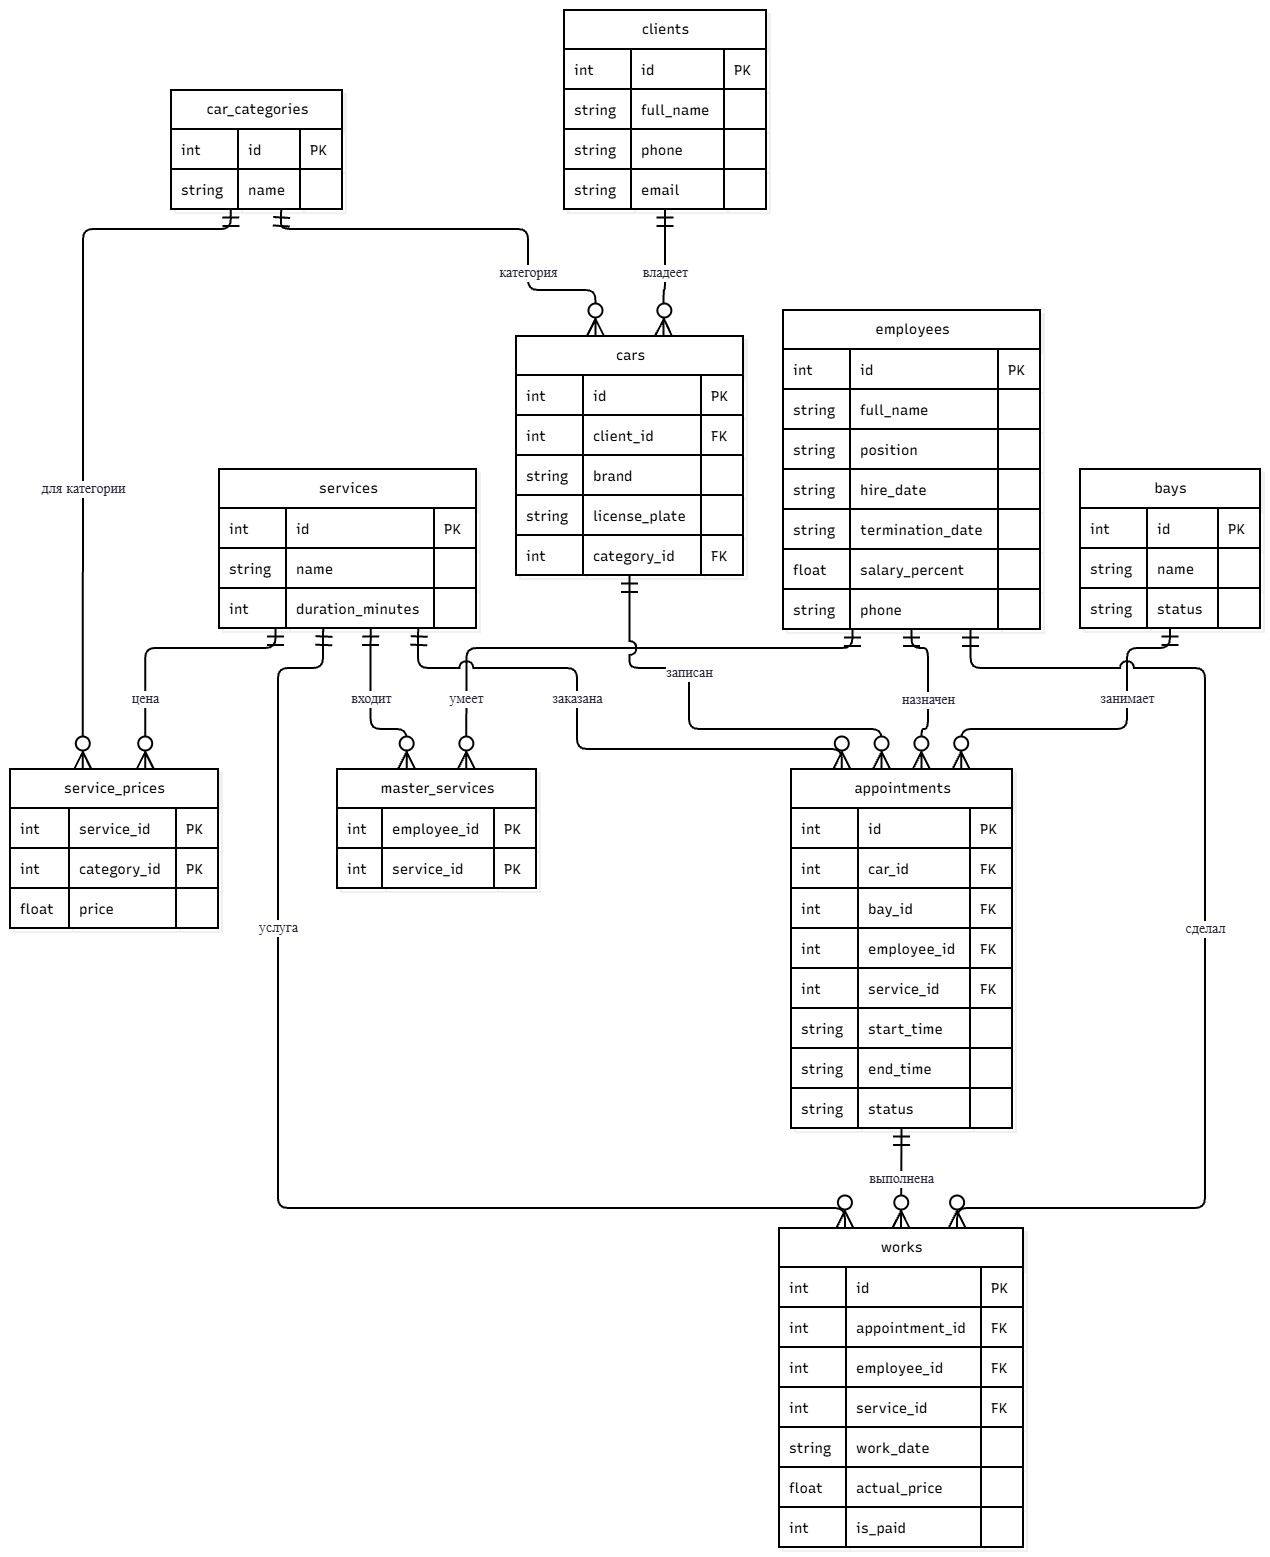 clients
int id PK
string full_name
string phone
string email
car_categories
int id PK
string name
категория
владеет
cars
int id PK
int client_id FK
string brand
string license_plate
int category_id FK
employees
int id PK
string full_name
string position
string hire_date
string termination_date
float salary_percent
string phone
для категории
services
int id PK
string name
int duration_minutes
bays
int id PK
string name
string status
цена
входит
умеет
заказана
записан
назначен
занимает
service_prices
int service_id PK
int category_id PK
float price
master_services
int employee_id PK
int service_id PK
appointments
int id PK
int car_id FK
int bay_id FK
int employee_id FK
int service_id FK
string start_time
string end_time
string status
услуга
сделал
выполнена
works
int id PK
int appointment_id FK
int employee_id FK
int service_id FK
string work_date
float actual_price
int is_paid